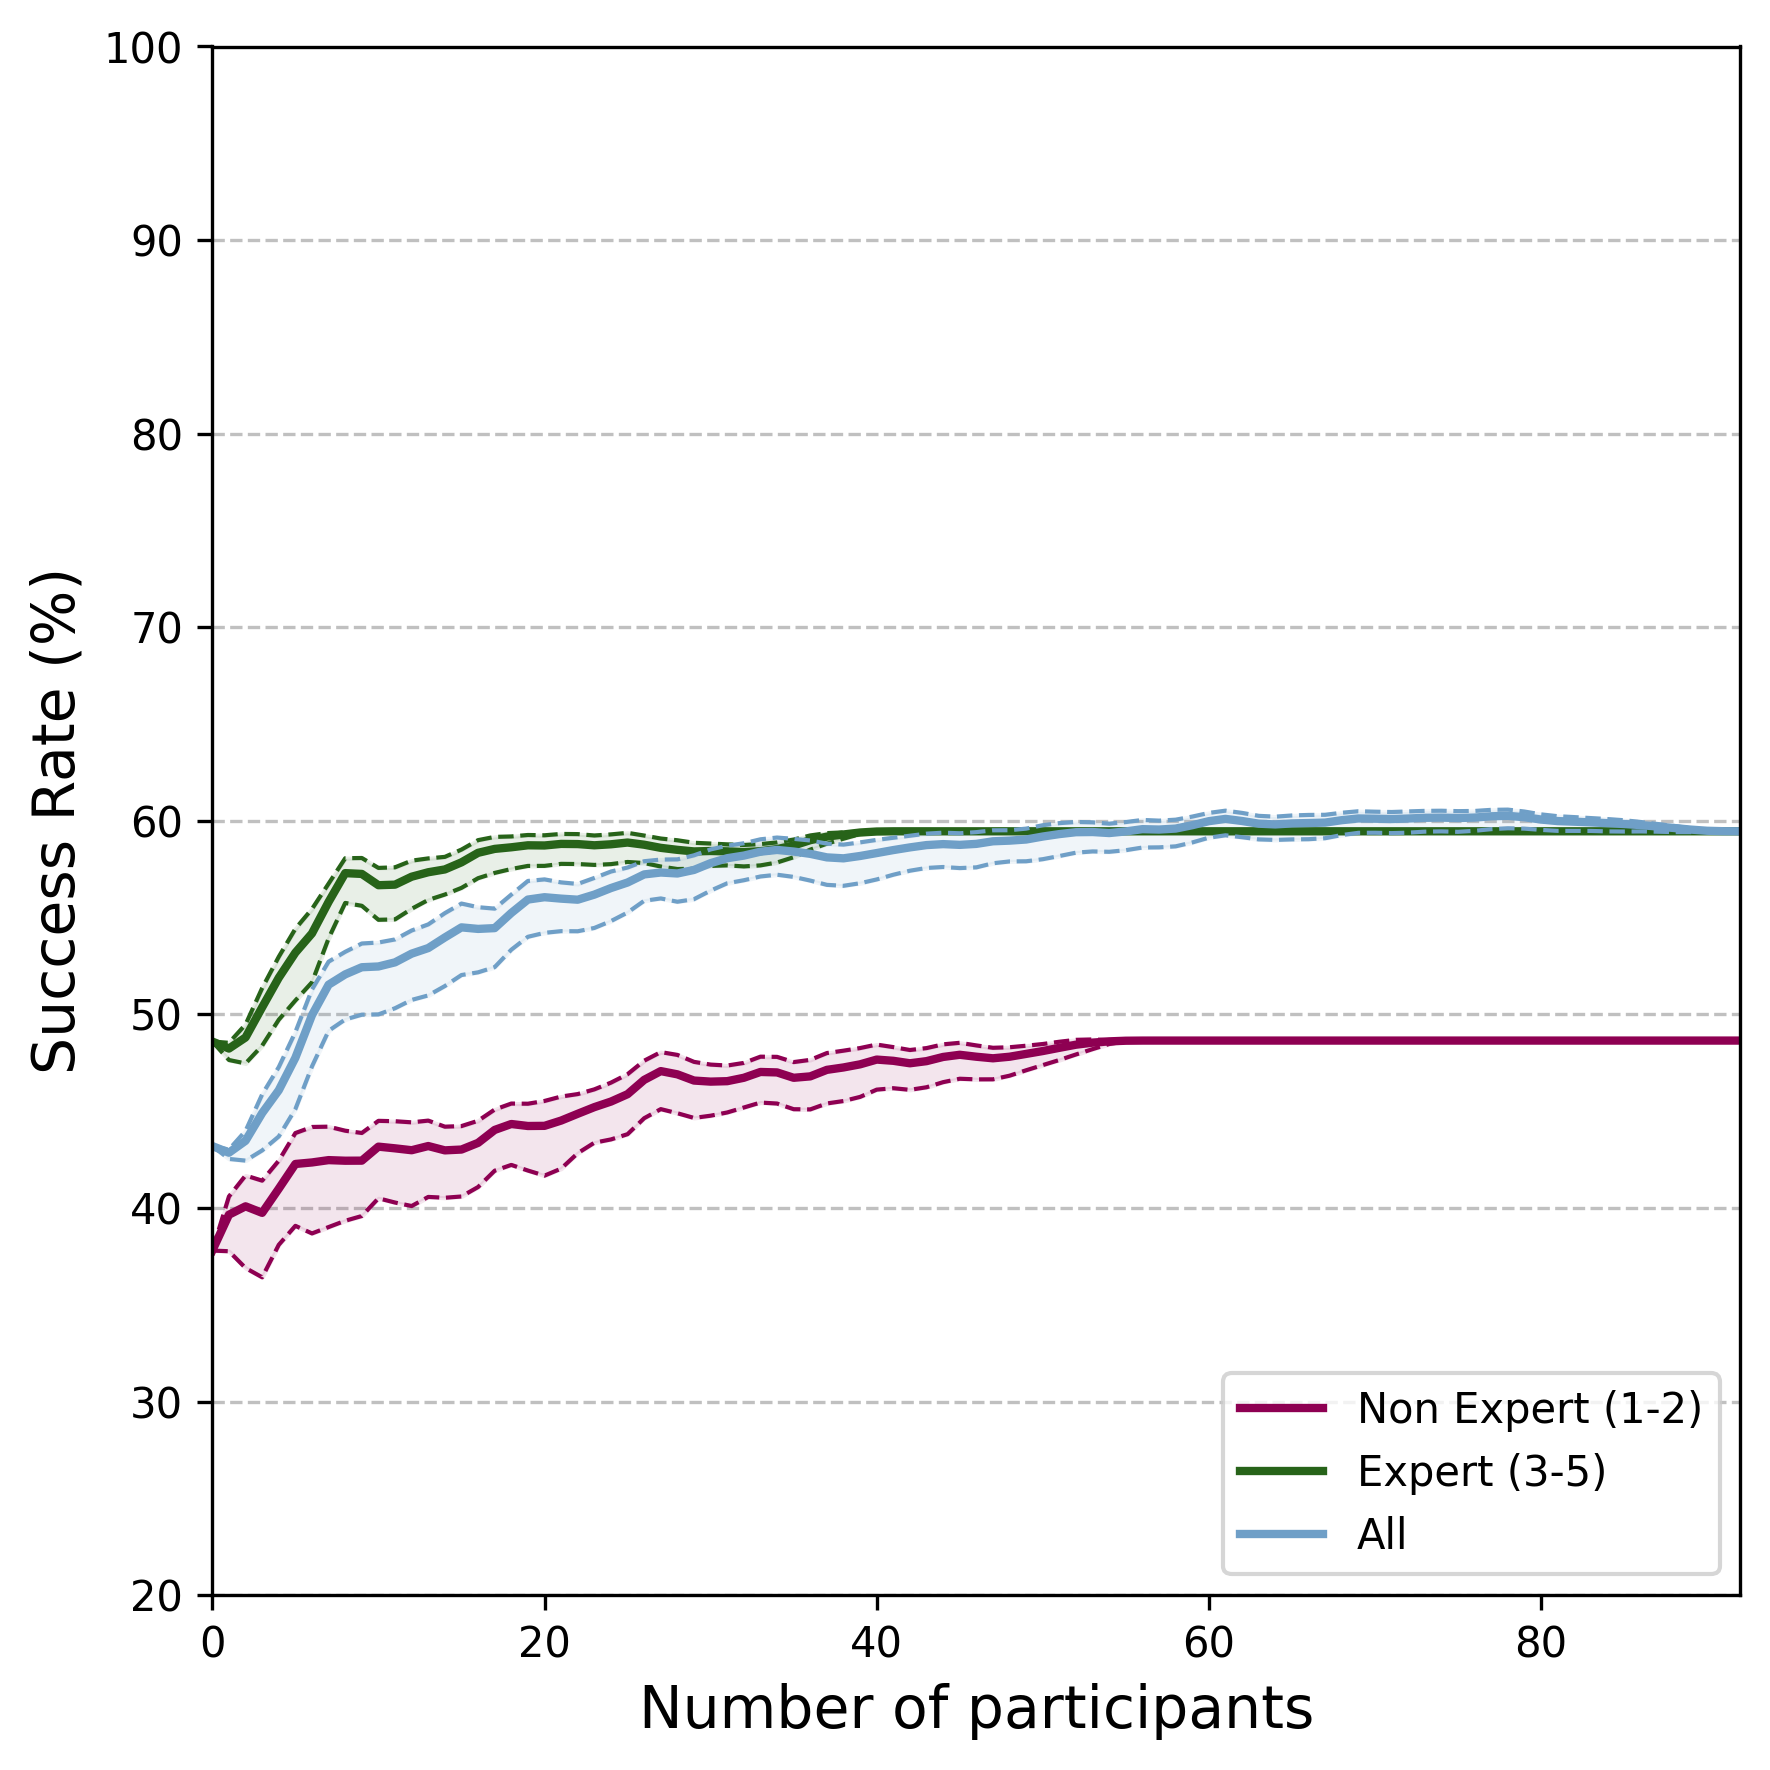 100
90
80
70
60
50
40
30
20
Success Rate (%)
0 20 40 60 80
Number of participants
Non Expert (1-2)
Expert (3-5)
All